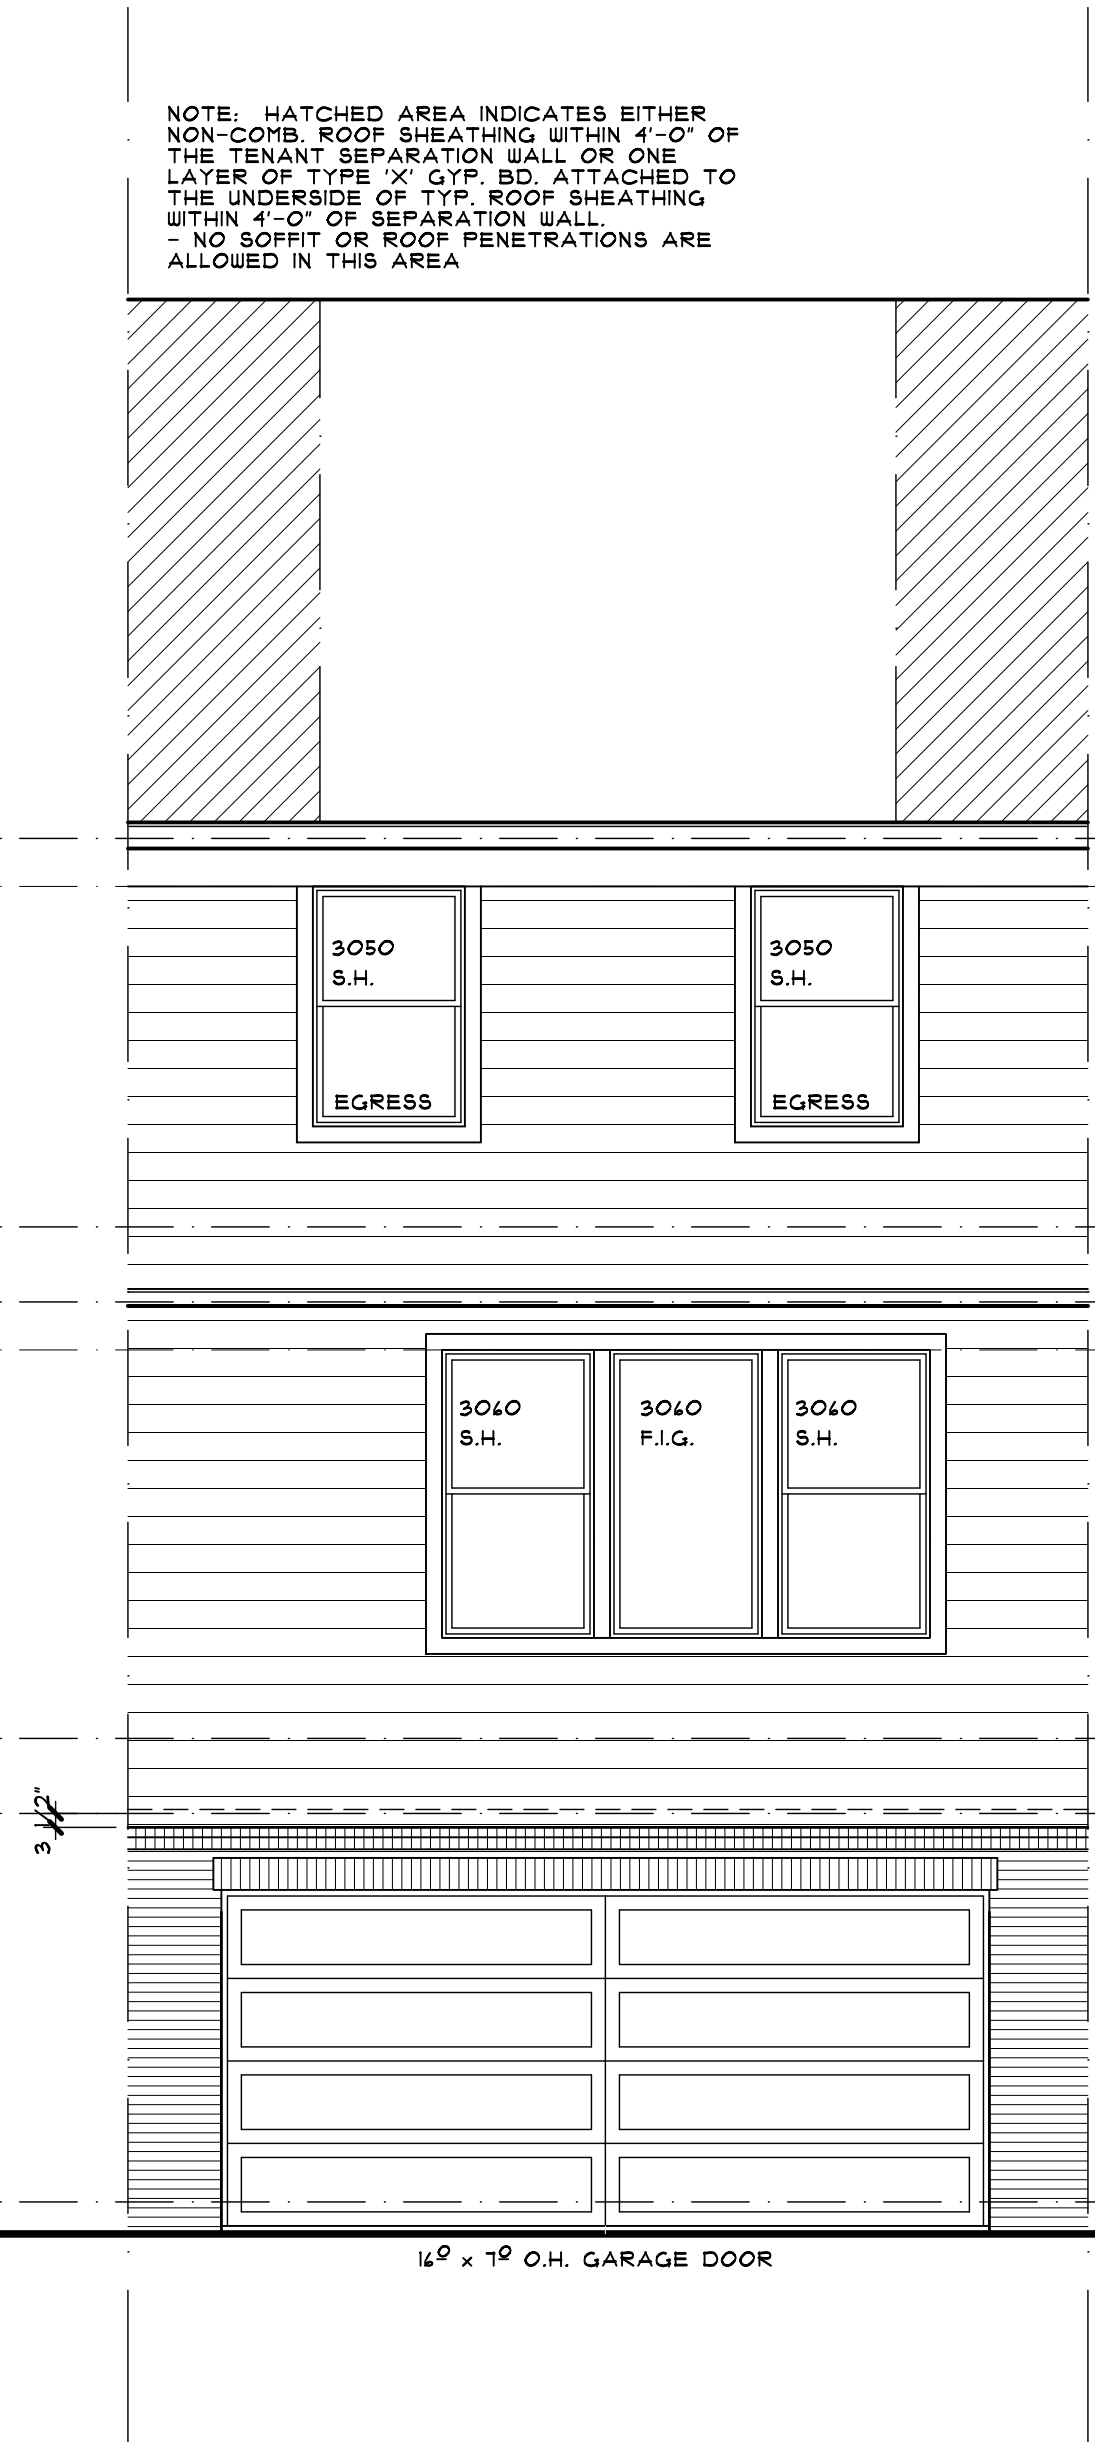 NOTE: HATCHED AREA INDICATES EITHER
NON-COMB. ROOF SHEATHING WITHIN 4'-0" OF
THE TENANT SEPARATION WALL OR ONE
LAYER OF TYPE 'X' GYP. BD. ATTACHED TO
THE UNDERSIDE OF TYP. ROOF SHEATHING
WITHIN 4'-0" OF SEPARATION WALL.
- NO SOFFIT OR ROOF PENETRATIONS ARE
ALLOWED IN THIS AREA
3050
S.H.
EGRESS
3050
S.H.
EGRESS
3060
S.H.
3060
F.I.G.
3060
S.H.
3 1/2"
16⁰ x 7⁰ O.H. GARAGE DOOR